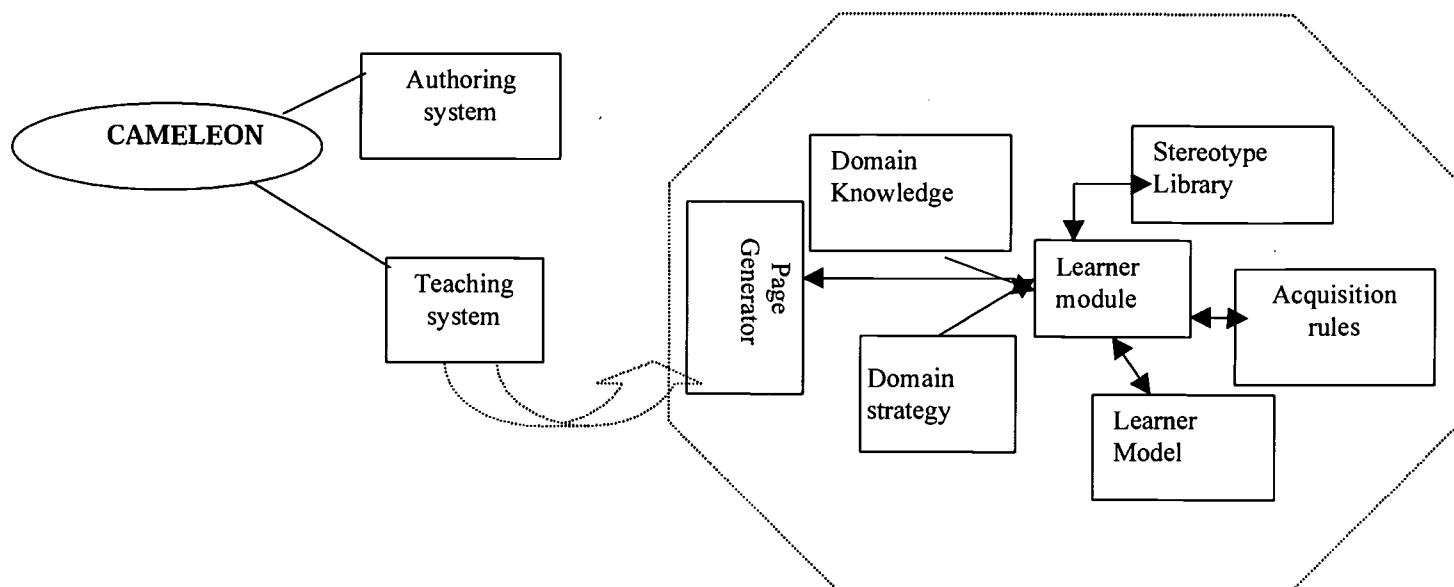 CAMELEON
Authoring
system
Teaching
system
Page
Generator
Domain
Knowledge
Domain
strategy
Learner
module
Stereotype
Library
Acquisition
rules
Learner
Model